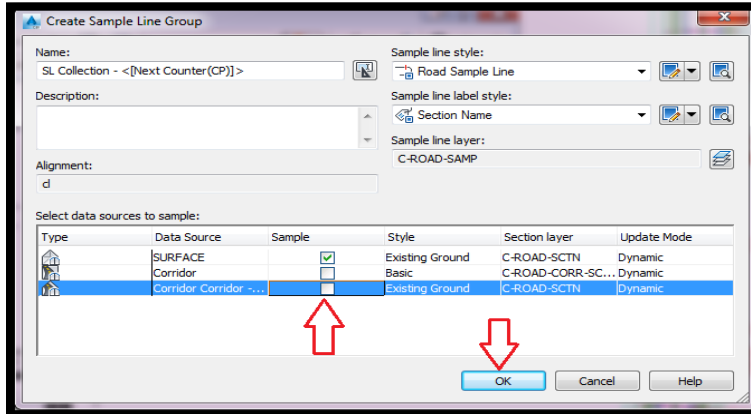 Create Sample Line Group
Name:
SL Collection - <[Next Counter(CP)]>
Description:
Alignment:
cl
Sample line style:
Road Sample Line
Sample line label style:
Section Name
Sample line layer:
C-ROAD-SAMP
Select data sources to sample:
Type Data Source Sample Style Section layer Update Mode
SURFACE Existing Ground C-ROAD-SCTN Dynamic
Corridor Basic C-ROAD-CORR-SC... Dynamic
Corridor Corridor -... Existing Ground C-ROAD-SCTN Dynamic
OK Cancel Help